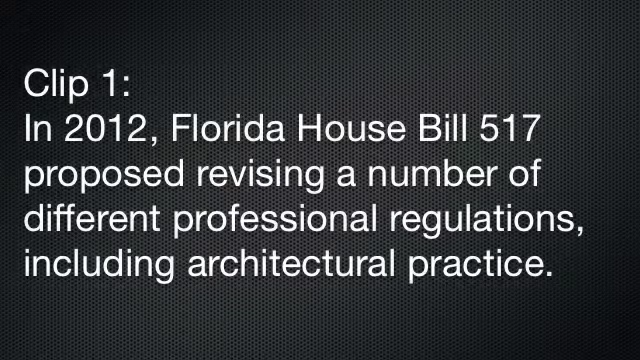 Clip 1:
In 2012, Florida House Bill 517
proposed revising a number of
different professional regulations,
including architectural practice.